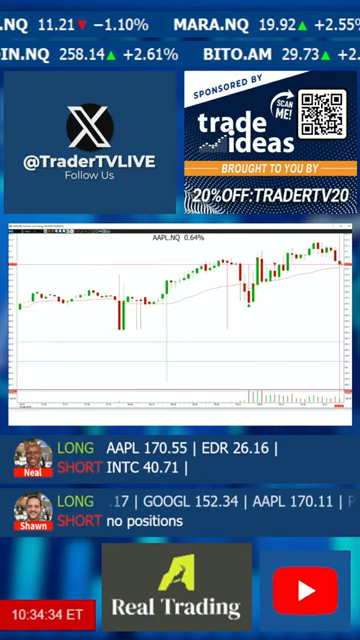 .NQ 11.21 ▼ −1.10% MARA.NQ 19.92 ▲ +2.55%
IN.NQ 258.14 ▲ +2.61% BITO.AM 29.73 ▲ +2.
@TraderTVLIVE
Follow Us
SPONSORED BY
SCAN
ME!
trade
ideas
BROUGHT TO YOU BY
20%OFF:TRADERTV20
AAPL.NQ 0.64%
LONG AAPL 170.55 | EDR 26.16 |
SHORT INTC 40.71 |
Neal
LONG .17 | GOOGL 152.34 | AAPL 170.11 |
SHORT no positions
Shawn
10:34:34 ET
Real Trading